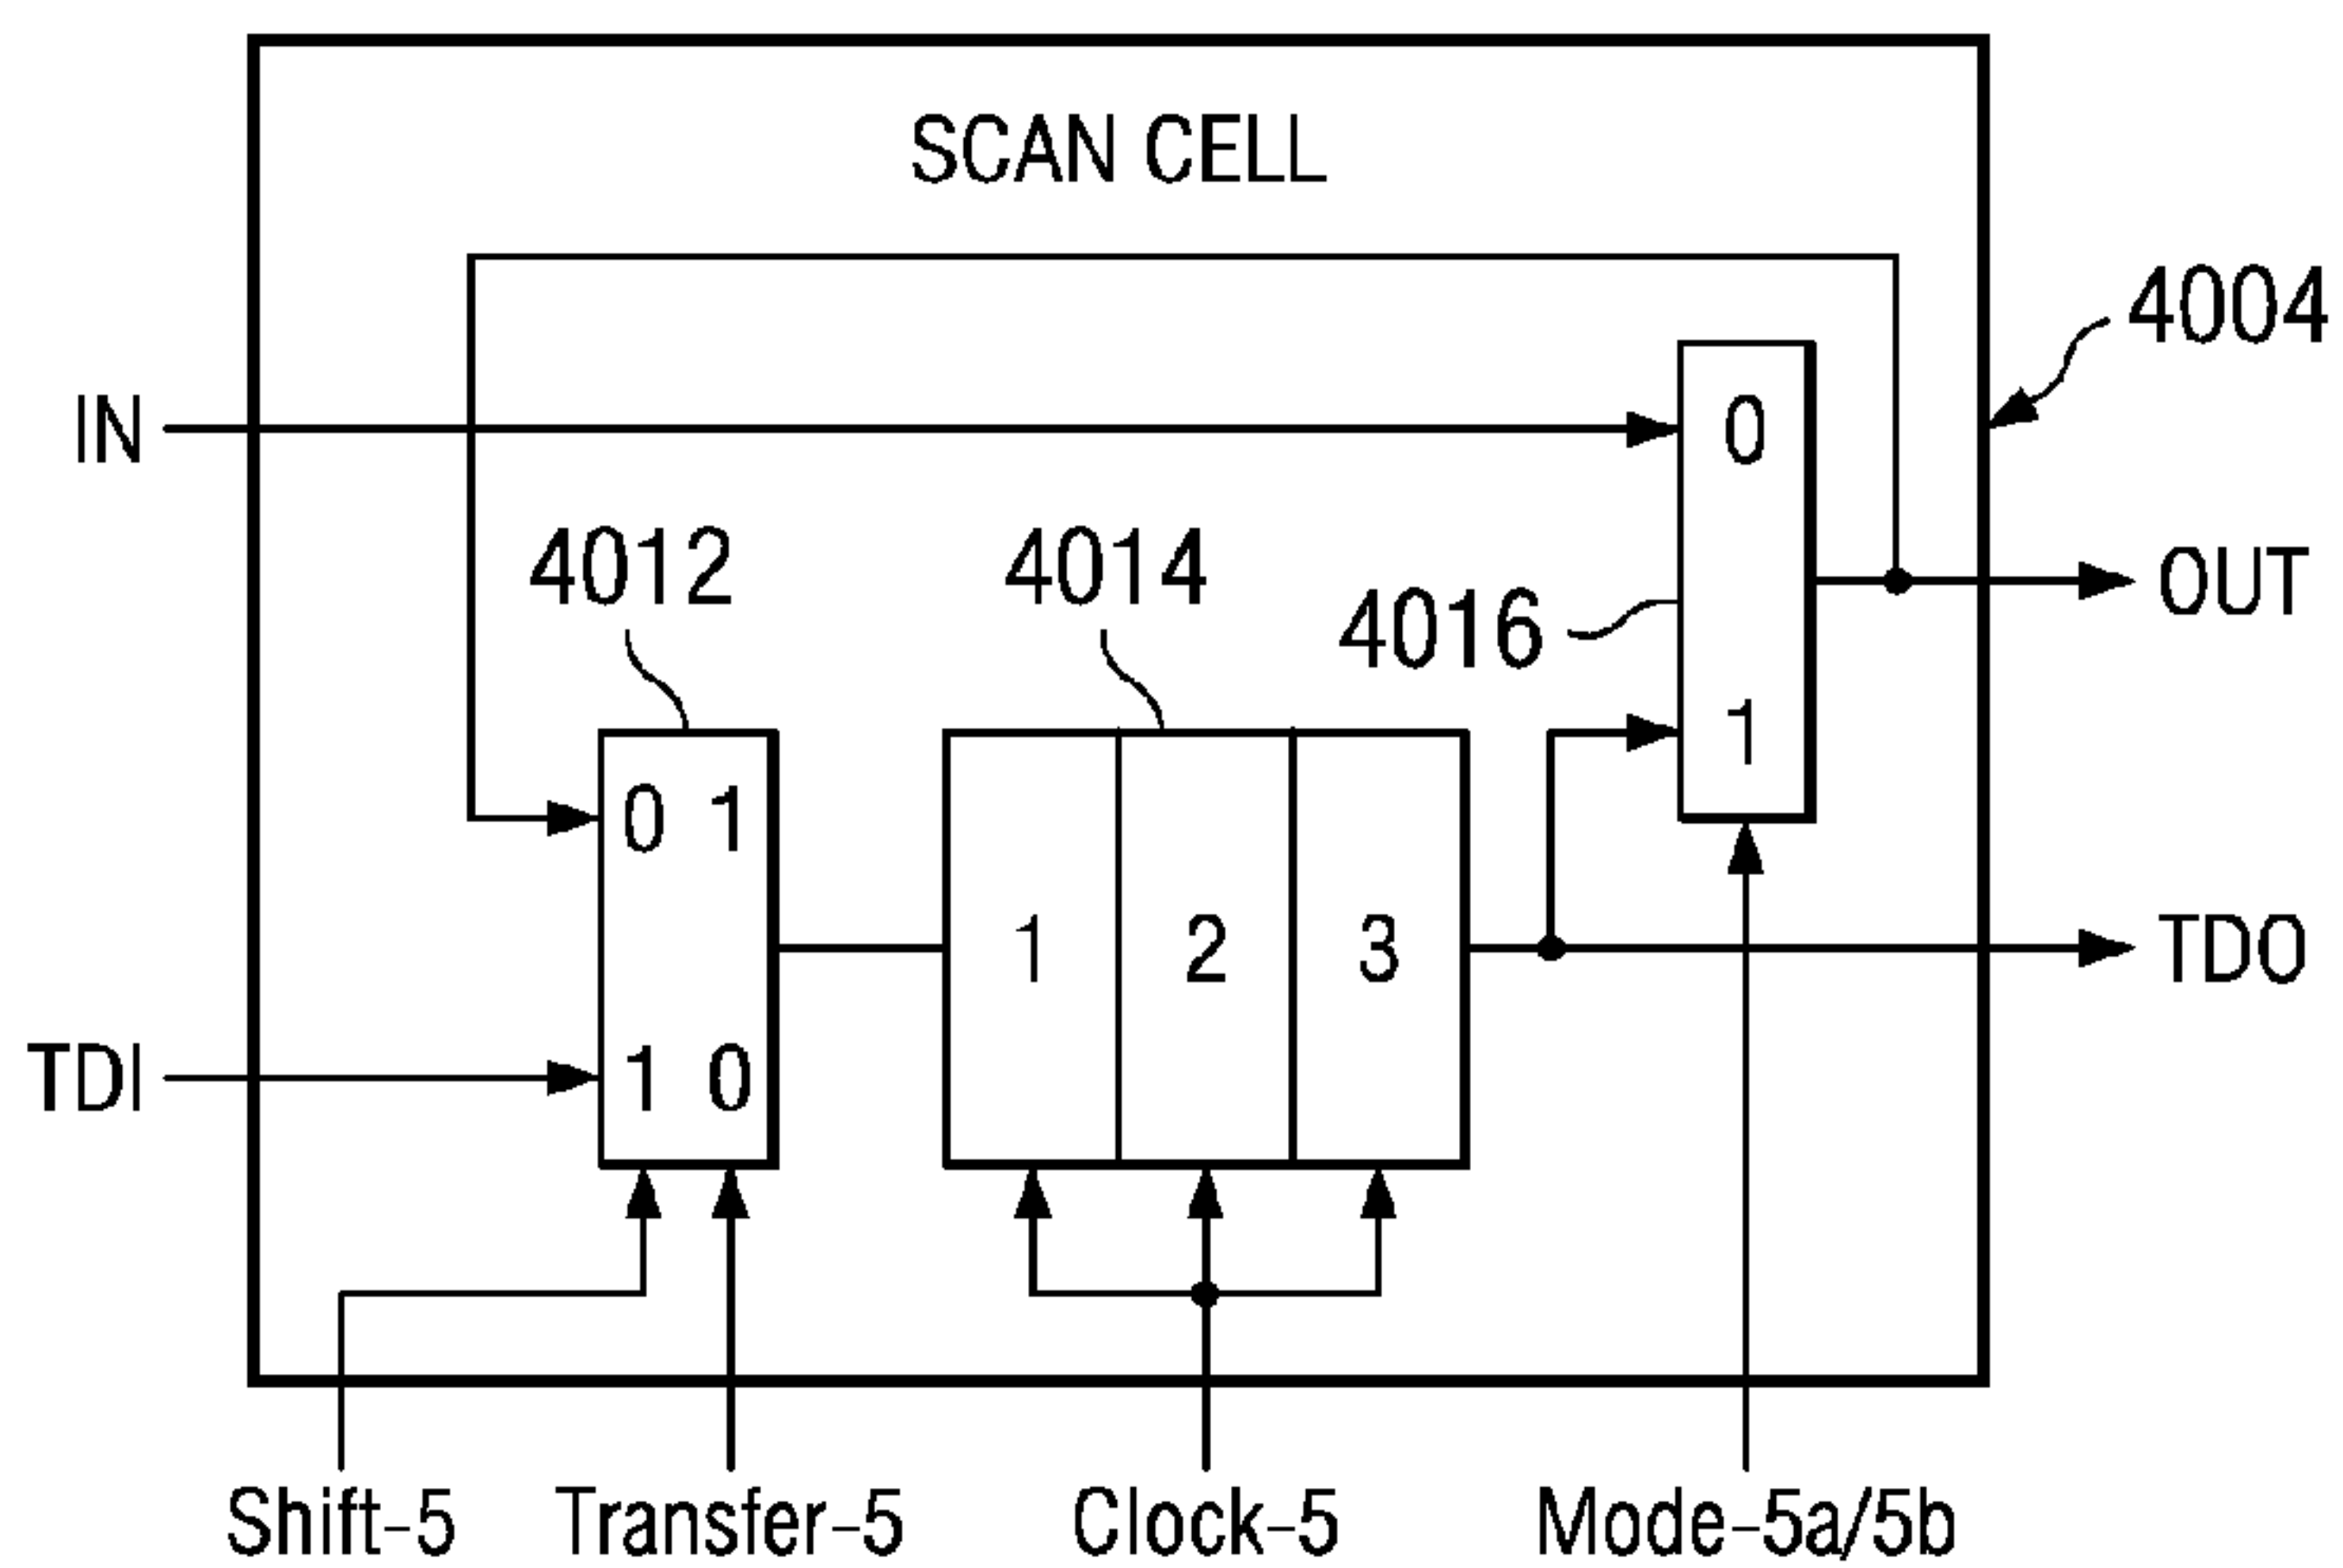 SCAN CELL
4004
IN
0
4012
4014
4016
OUT
1
0 1
1
2
3
TDO
TDI
1 0
Shift-5
Transfer-5
Clock-5
Mode-5a/5b